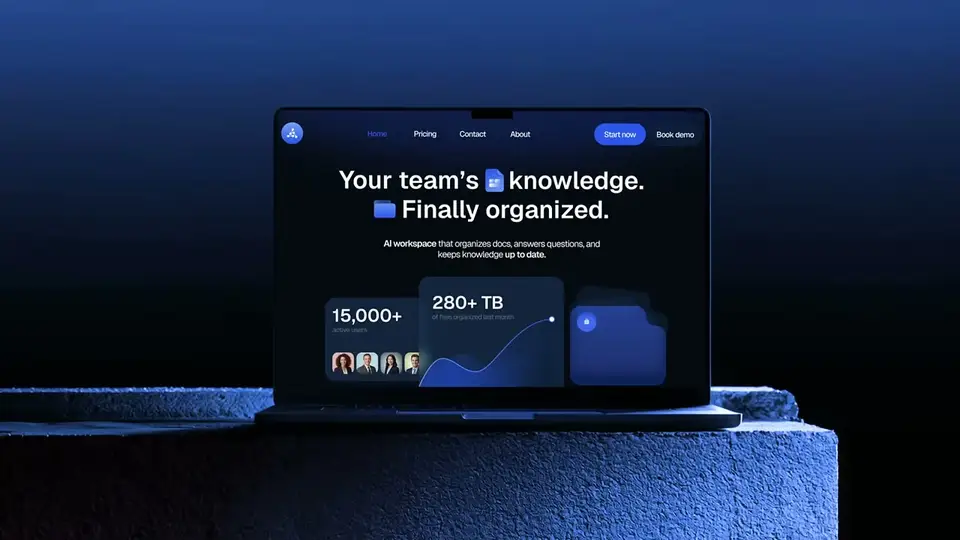 Home
Pricing
Contact
About
Start now
Book demo
Your team's knowledge.
Finally organized.
AI workspace that organizes docs, answers questions, and
keeps knowledge up to date.
15,000+
active users
280+ TB
of files organized last month